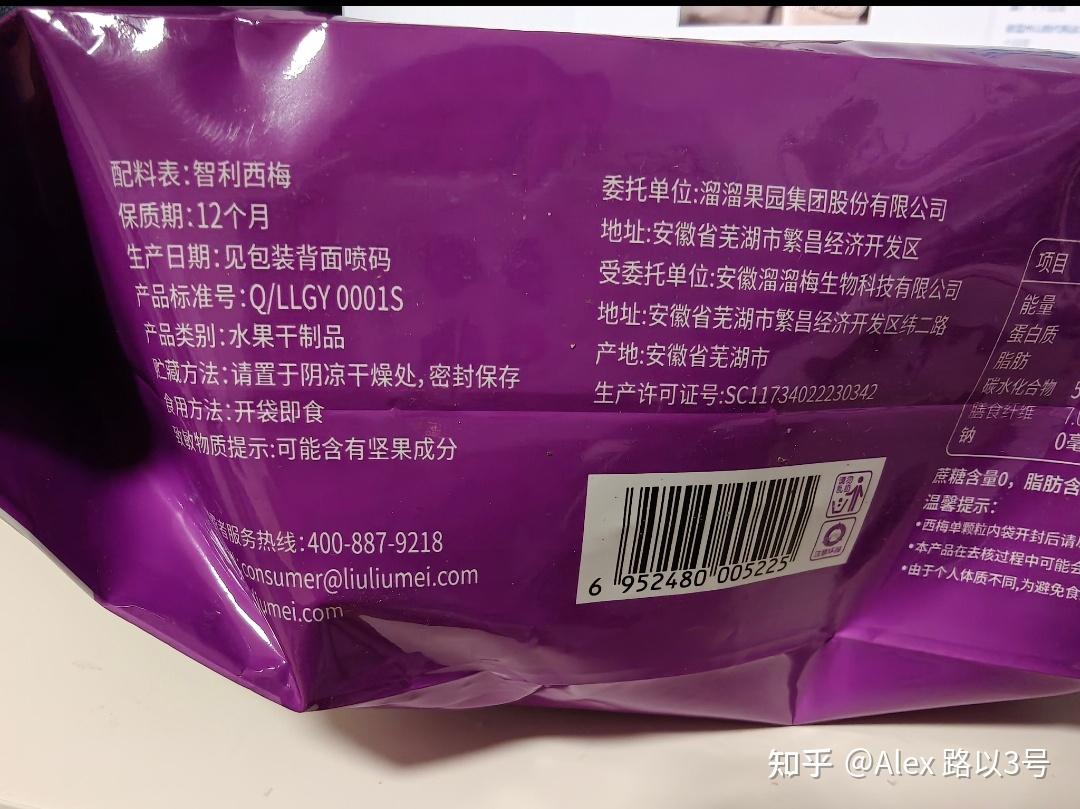 配料表:智利西梅
保质期:12个月
生产日期:见包装背面喷码
产品标准号:Q/LLGY 0001S
产品类别:水果干制品
贮藏方法:请置于阴凉干燥处,密封保存
食用方法:开袋即食
致敏物质提示:可能含有坚果成分
者服务热线:400-887-9218
consumer@liuliumei.com
umei.com
委托单位:溜溜果园集团股份有限公司
地址:安徽省芜湖市繁昌经济开发区
受委托单位:安徽溜溜梅生物科技有限公司
地址:安徽省芜湖市繁昌经济开发区纬二路
产地:安徽省芜湖市
生产许可证号:SC11734022230342
6 952480 005225
项目
能量
蛋白质
脂肪
碳水化合物 5
膳食纤维 7.
钠 0毫
蔗糖含量0，脂肪含
温馨提示：
•西梅单颗粒内袋开封后请
•本产品在去核过程中可能会
•由于个人体质不同,为避免食
知乎 @Alex 路以3号